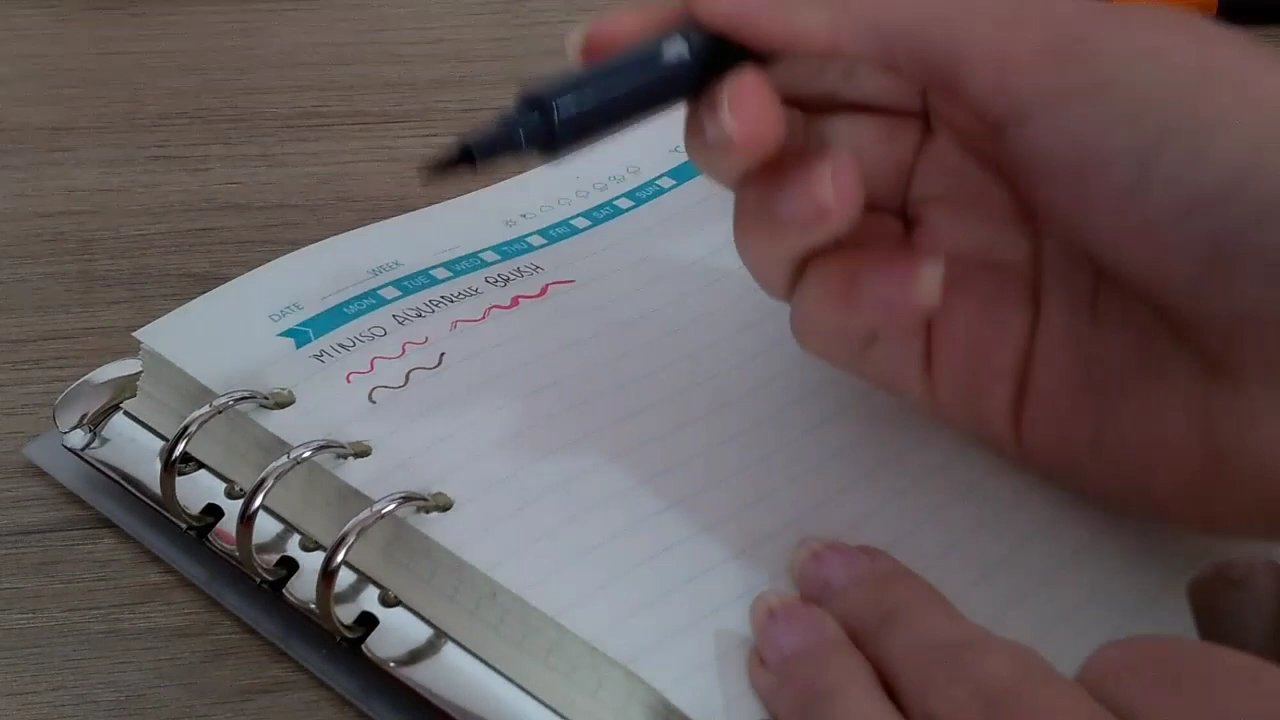 DATE WEEK °C
MON TUE WED THU FRI SAT SUN
MINISO AQUARELLE BRUSH